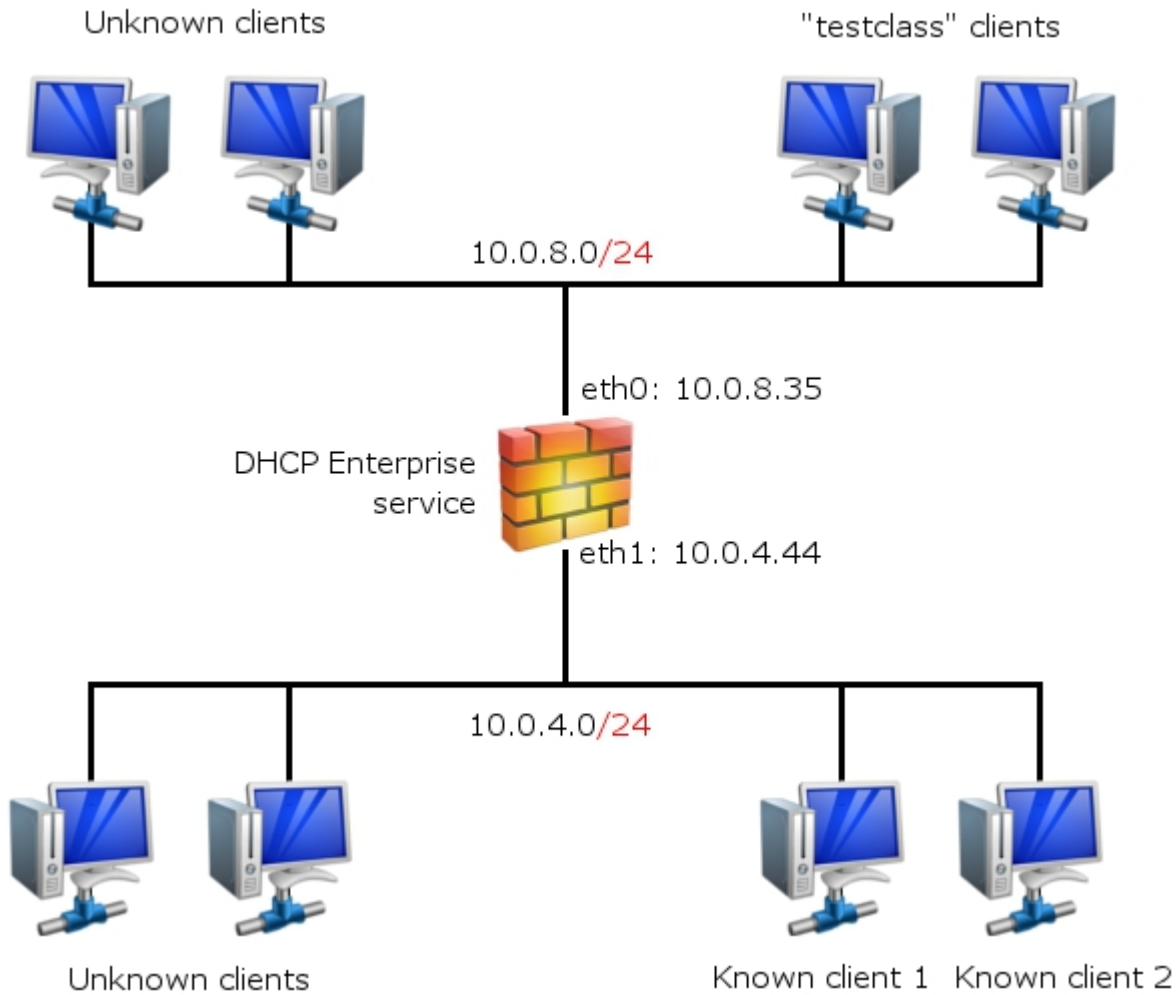 Unknown clients
"testclass" clients
10.0.8.0/24
eth0: 10.0.8.35
DHCP Enterprise
service
eth1: 10.0.4.44
10.0.4.0/24
Unknown clients
Known client 1
Known client 2